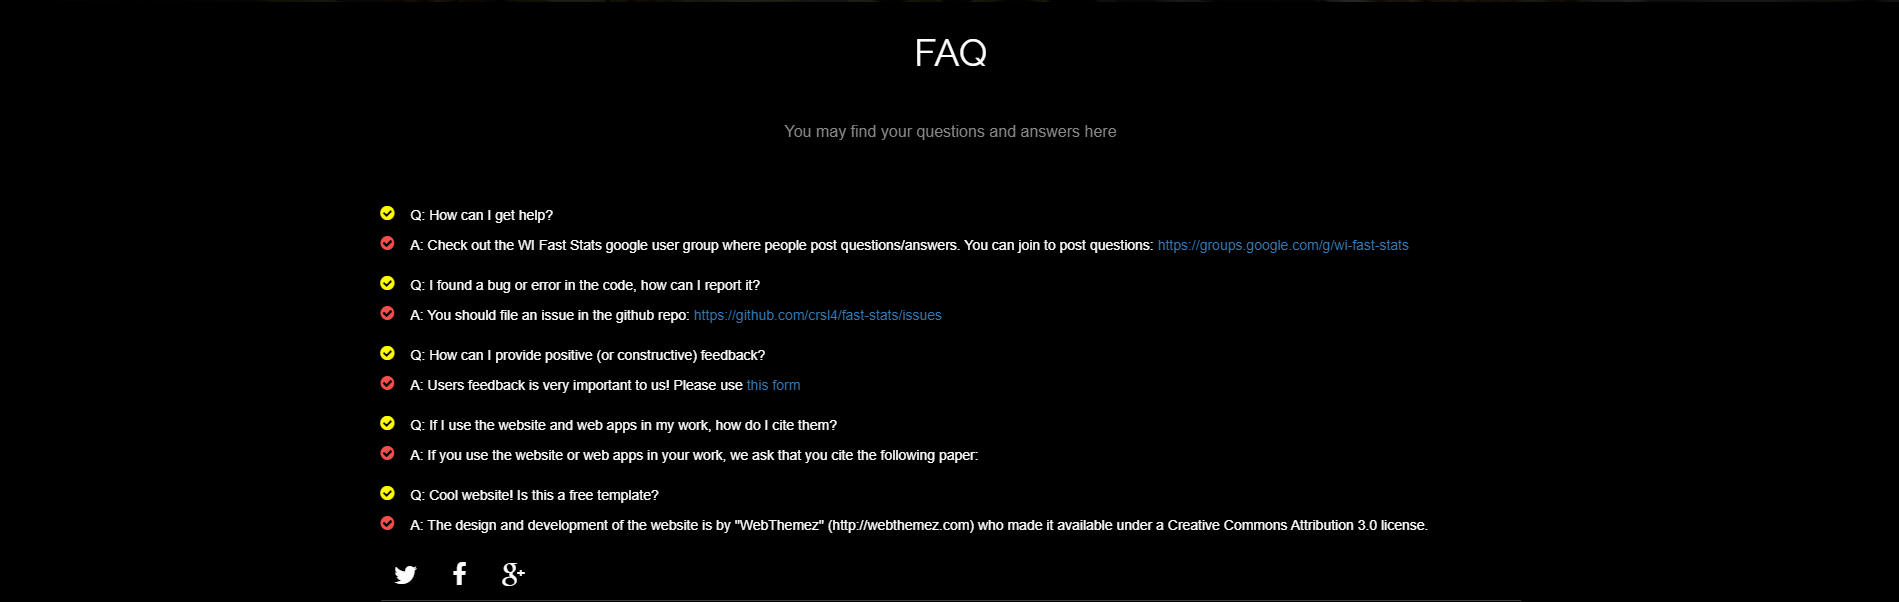 FAQ
You may find your questions and answers here
Q: How can I get help?
A: Check out the WI Fast Stats google user group where people post questions/answers. You can join to post questions: https://groups.google.com/g/wi-fast-stats
Q: I found a bug or error in the code, how can I report it?
A: You should file an issue in the github repo: https://github.com/crsl4/fast-stats/issues
Q: How can I provide positive (or constructive) feedback?
A: Users feedback is very important to us! Please use this form
Q: If I use the website and web apps in my work, how do I cite them?
A: If you use the website or web apps in your work, we ask that you cite the following paper:
Q: Cool website! Is this a free template?
A: The design and development of the website is by "WebThemez" (http://webthemez.com) who made it available under a Creative Commons Attribution 3.0 license.